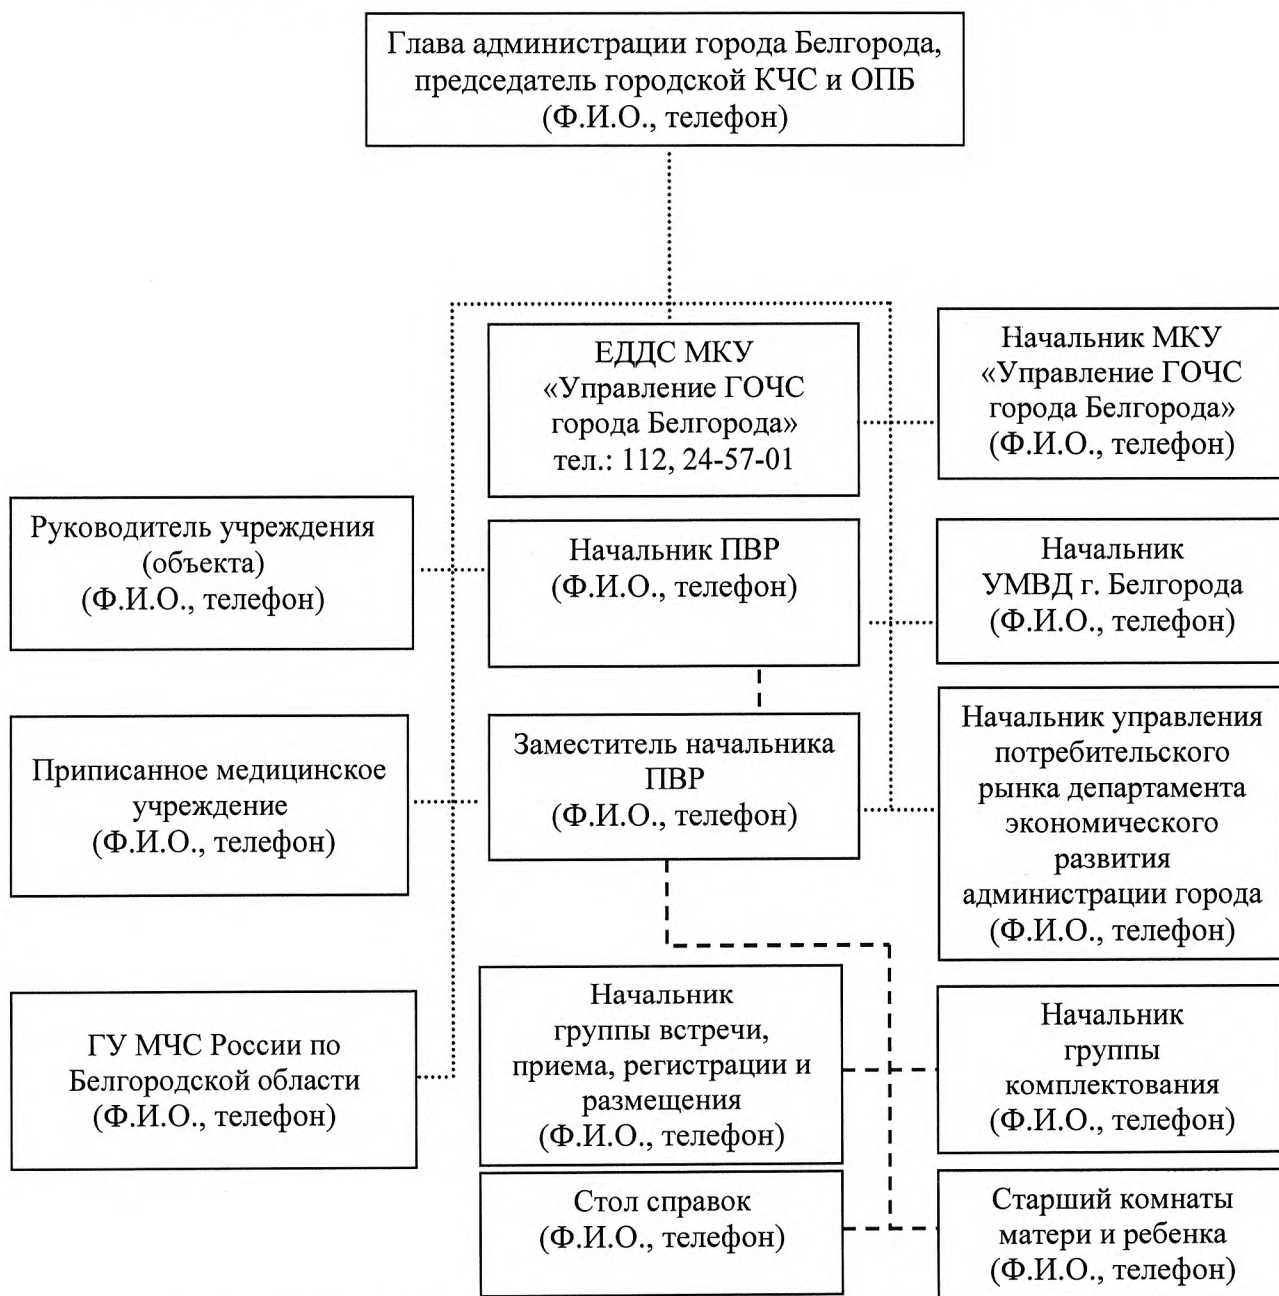 Глава администрации города Белгорода,
председатель городской КЧС и ОПБ
(Ф.И.О., телефон)
ЕДДС МКУ
«Управление ГОЧС
города Белгорода»
тел.: 112, 24-57-01
Начальник МКУ
«Управление ГОЧС
города Белгорода»
(Ф.И.О., телефон)
Руководитель учреждения
(объекта)
(Ф.И.О., телефон)
Начальник ПВР
(Ф.И.О., телефон)
Начальник
УМВД г. Белгорода
(Ф.И.О., телефон)
Приписанное медицинское
учреждение
(Ф.И.О., телефон)
Заместитель начальника
ПВР
(Ф.И.О., телефон)
Начальник управления
потребительского
рынка департамента
экономического
развития
администрации города
(Ф.И.О., телефон)
ГУ МЧС России по
Белгородской области
(Ф.И.О., телефон)
Начальник
группы встречи,
приема, регистрации и
размещения
(Ф.И.О., телефон)
Начальник
группы
комплектования
(Ф.И.О., телефон)
Стол справок
(Ф.И.О., телефон)
Старший комнаты
матери и ребенка
(Ф.И.О., телефон)